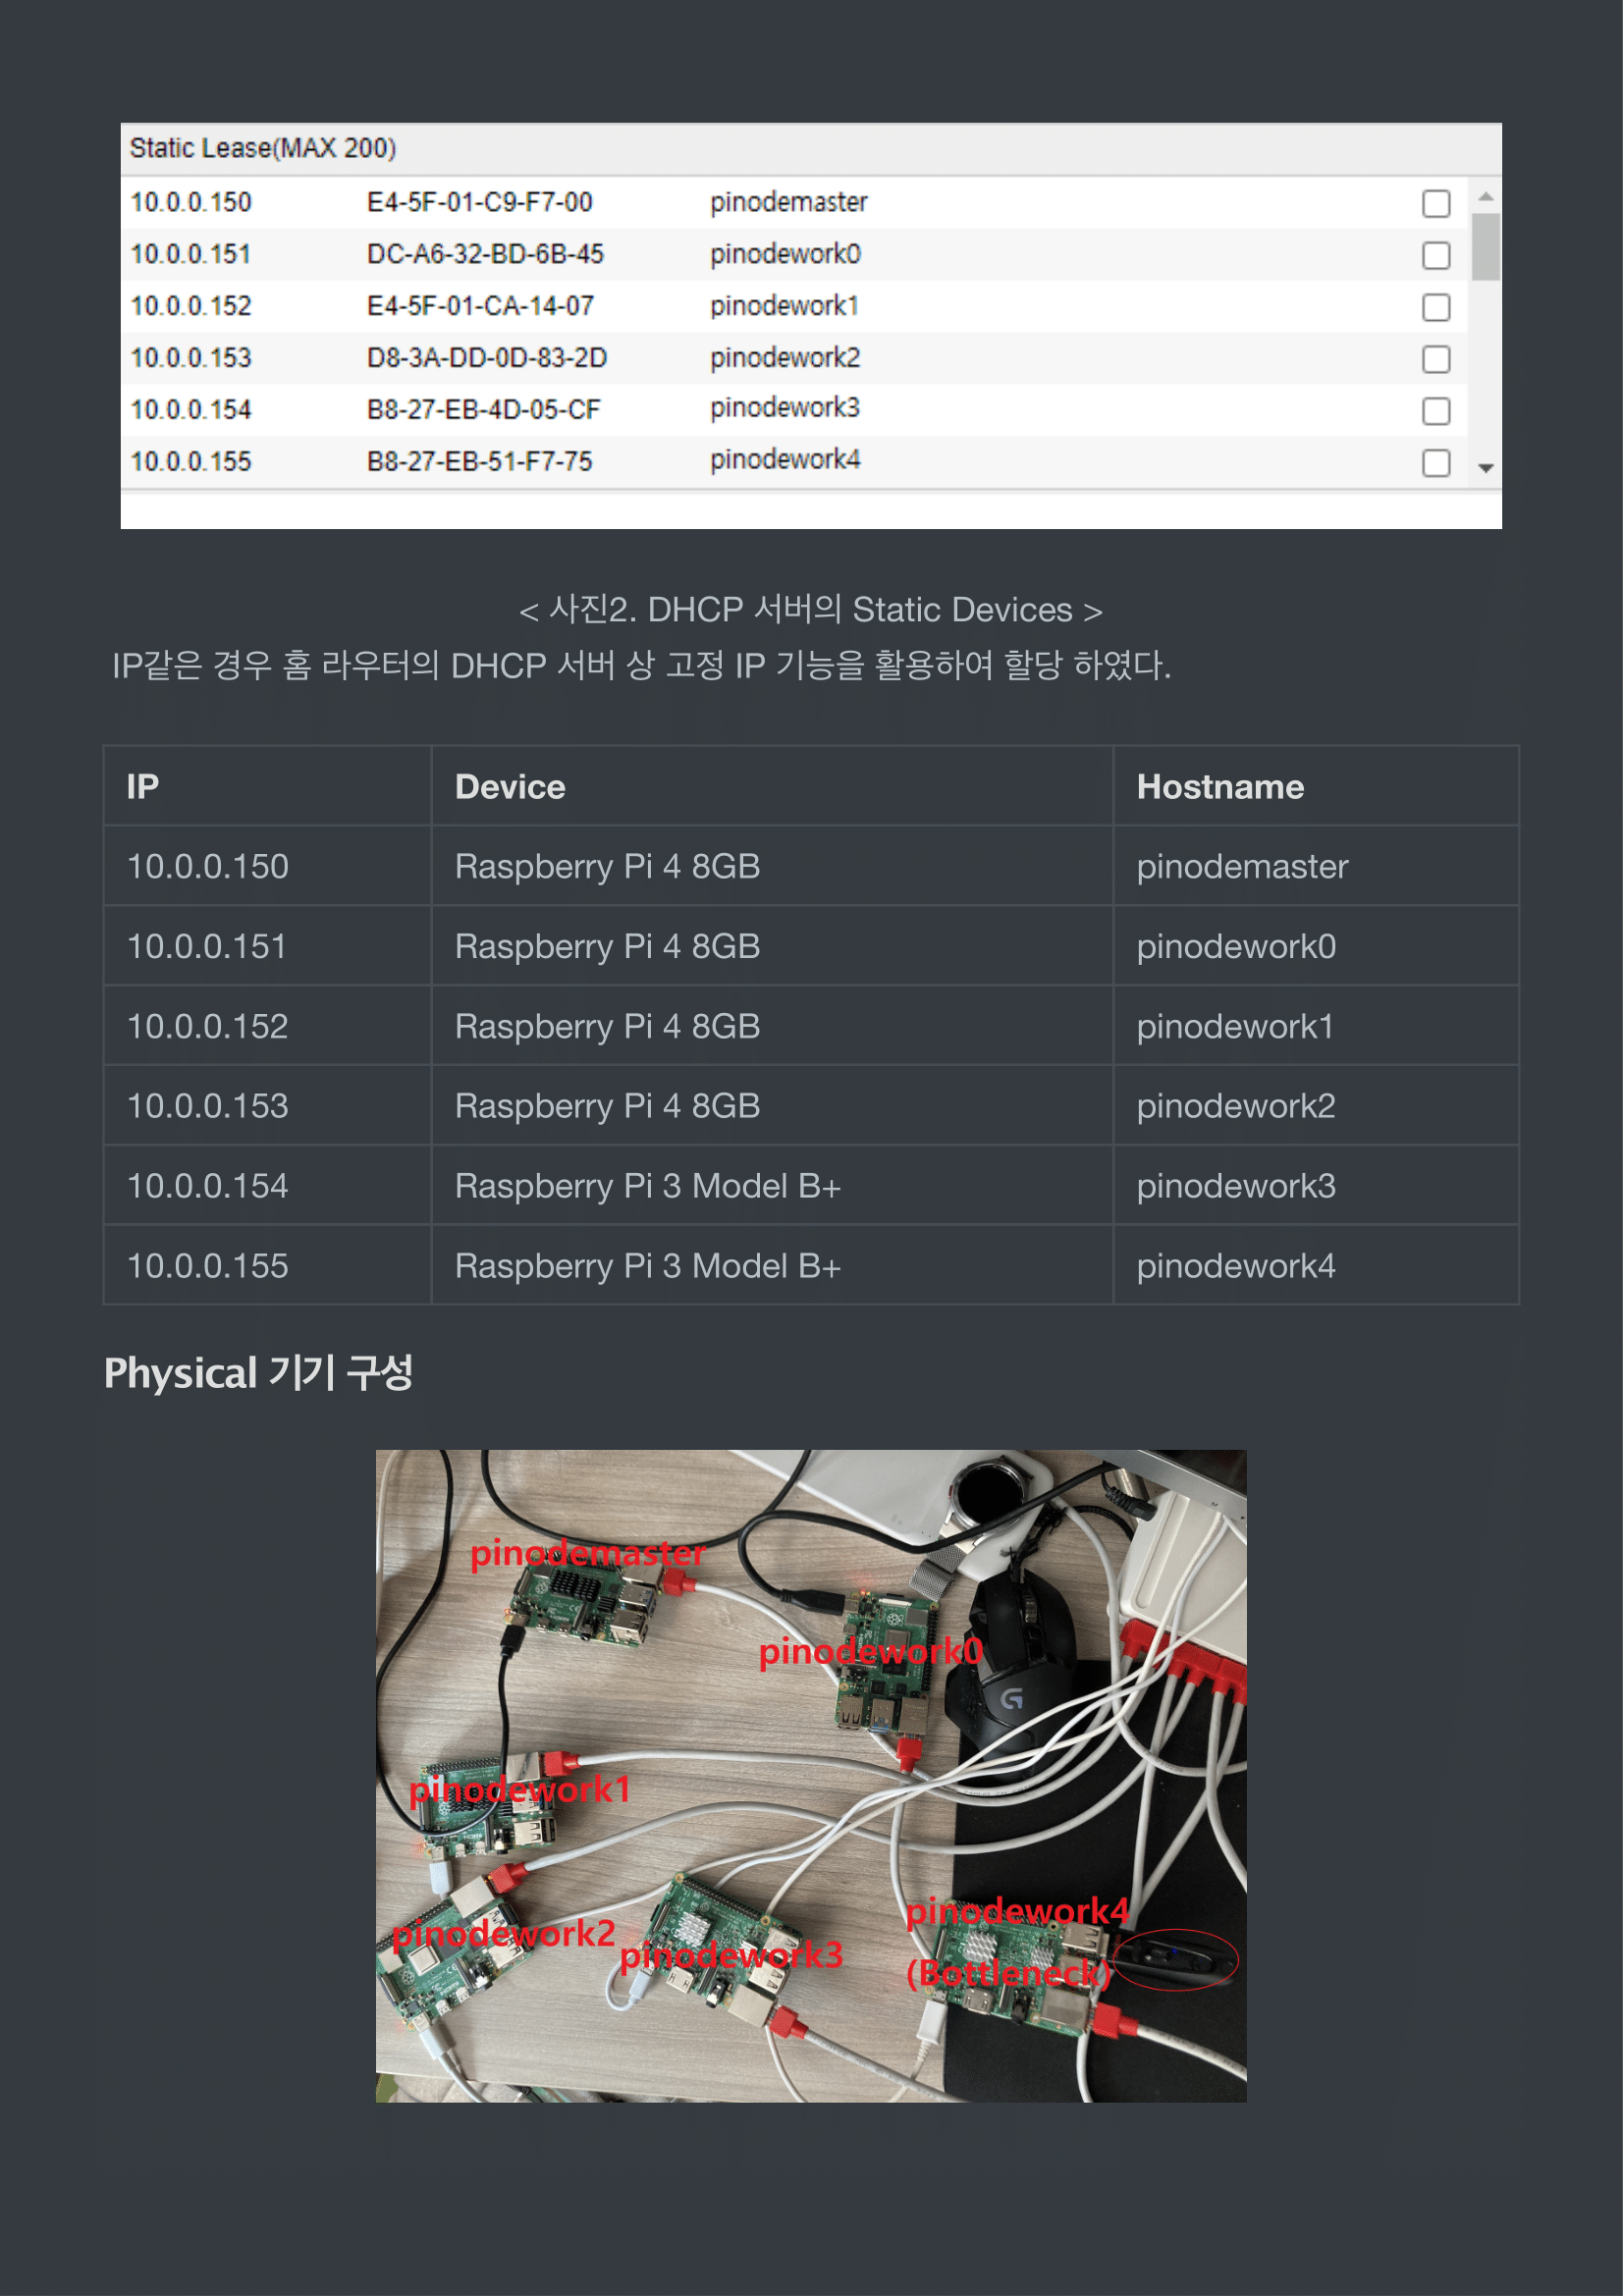 Static Lease(MAX 200)
10.0.0.150 E4-5F-01-C9-F7-00 pinodemaster
10.0.0.151 DC-A6-32-BD-6B-45 pinodework0
10.0.0.152 E4-5F-01-CA-14-07 pinodework1
10.0.0.153 D8-3A-DD-0D-83-2D pinodework2
10.0.0.154 B8-27-EB-4D-05-CF pinodework3
10.0.0.155 B8-27-EB-51-F7-75 pinodework4
< 사진2. DHCP 서버의 Static Devices >
IP같은 경우 홈 라우터의 DHCP 서버 상 고정 IP 기능을 활용하여 할당 하였다.
IP Device Hostname
10.0.0.150 Raspberry Pi 4 8GB pinodemaster
10.0.0.151 Raspberry Pi 4 8GB pinodework0
10.0.0.152 Raspberry Pi 4 8GB pinodework1
10.0.0.153 Raspberry Pi 4 8GB pinodework2
10.0.0.154 Raspberry Pi 3 Model B+ pinodework3
10.0.0.155 Raspberry Pi 3 Model B+ pinodework4
Physical 기기 구성
pinodemaster
pinodework0
pinodework1
pinodework2
pinodework3
pinodework4
(Bottleneck)